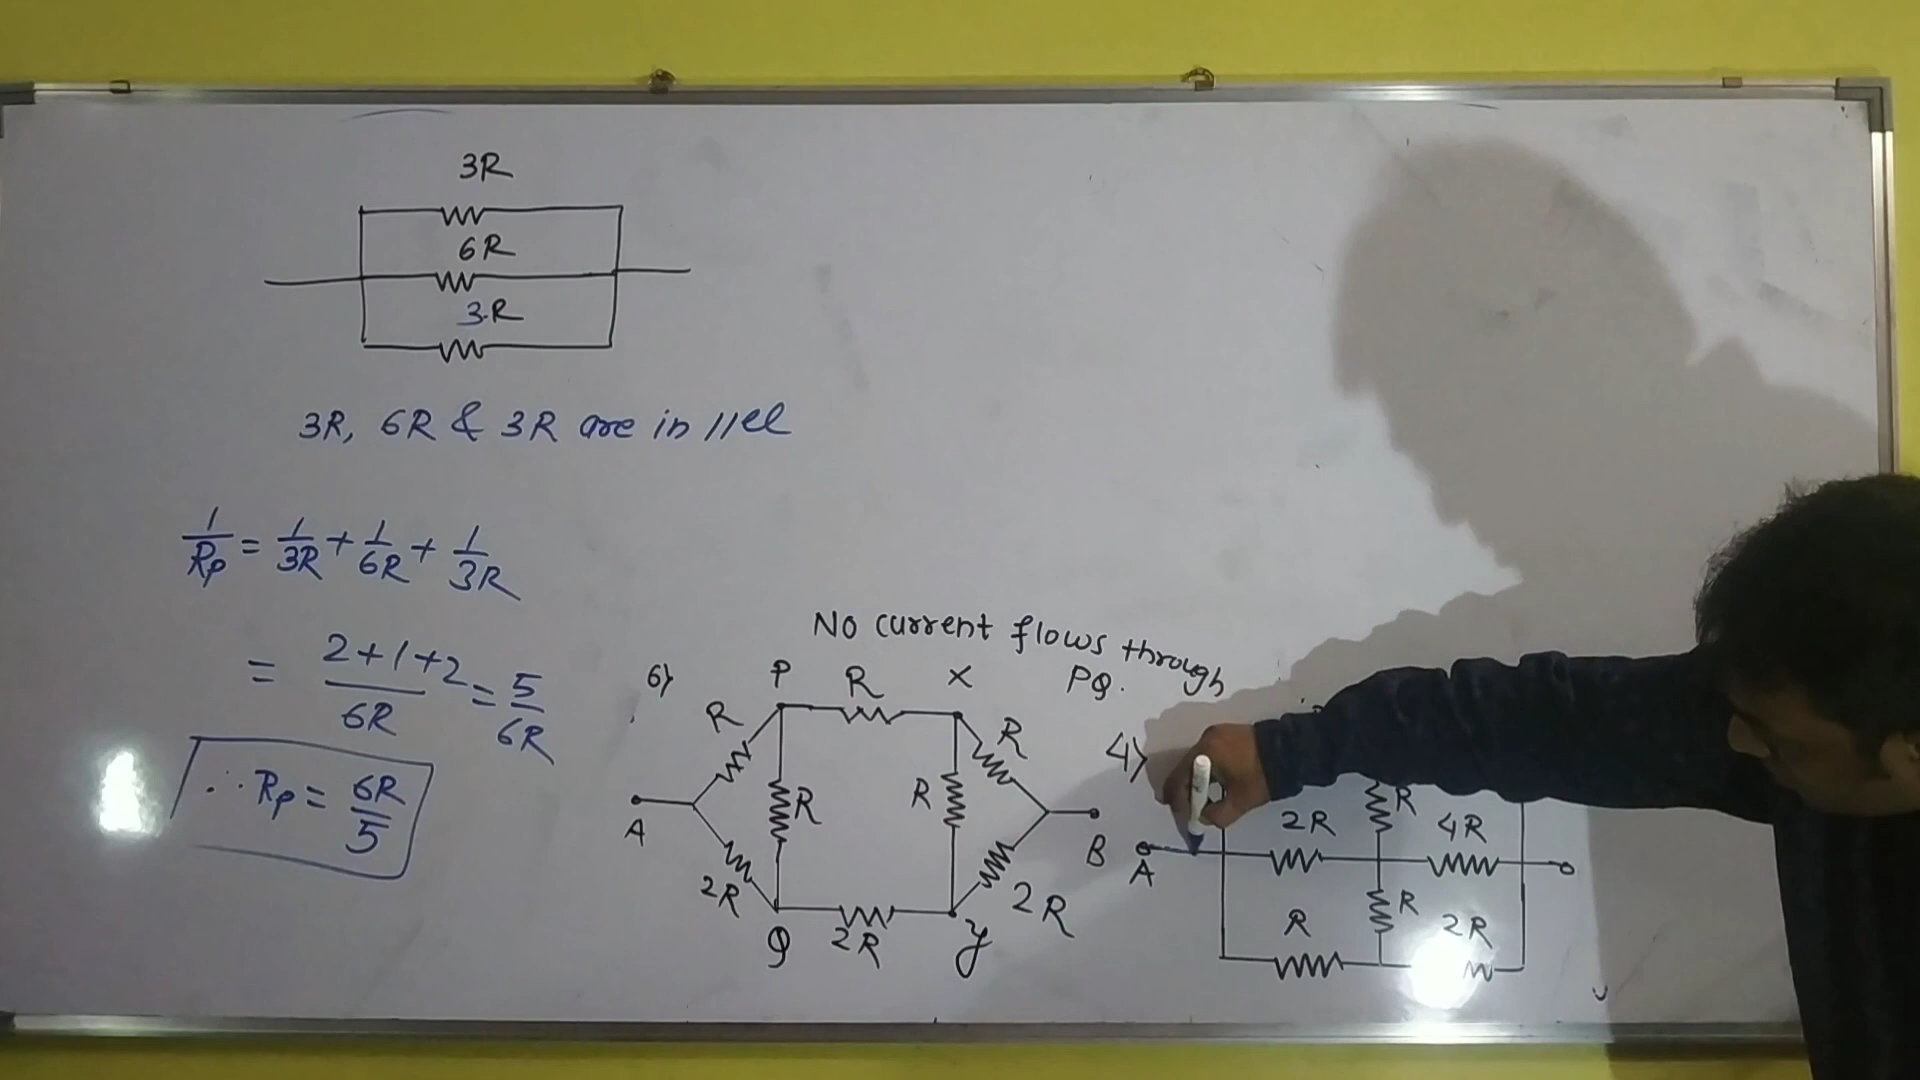 3R
6R
3R
3R, 6R & 3R are in //el
1/Rp = 1/3R + 1/6R + 1/3R
= 2+1+2/6R = 5/6R
∴ Rp = 6R/5
No current flows through
PQ.
6)
P R X
R R
R R
A B
2R 2R
Q 2R Y
4)
R
2R 4R
A
R
R 2R